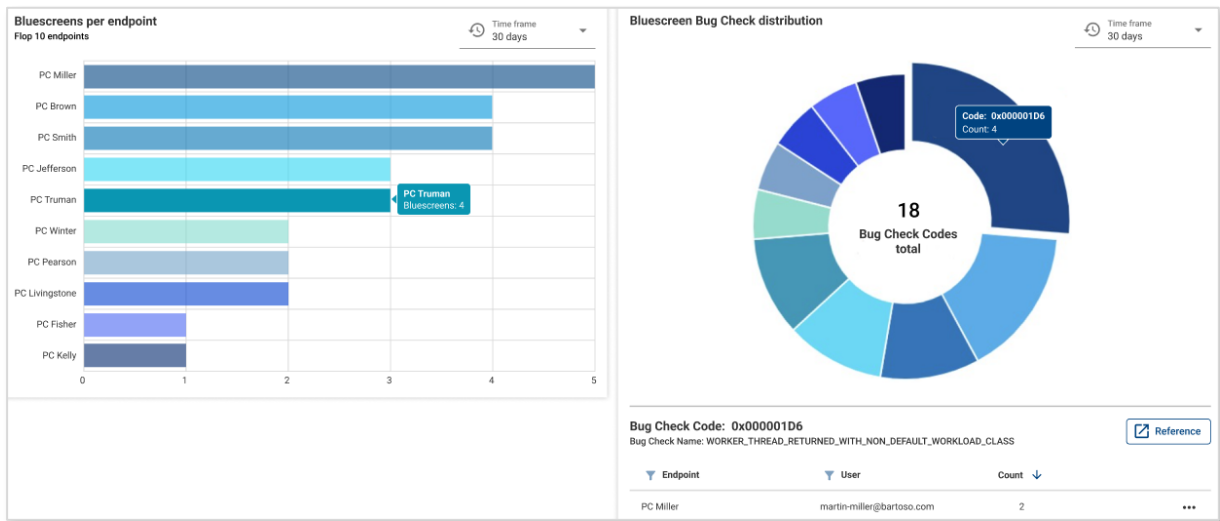 Bluescreens per endpoint
Flop 10 endpoints
Time frame
30 days
PC Miller
PC Brown
PC Smith
PC Jefferson
PC Truman
PC Winter
PC Pearson
PC Livingstone
PC Fisher
PC Kelly
PC Truman
Bluescreens: 4
0 1 2 3 4 5
Bluescreen Bug Check distribution
Time frame
30 days
Code: 0x000001D6
Count: 4
18
Bug Check Codes
total
Bug Check Code: 0x000001D6
Bug Check Name: WORKER_THREAD_RETURNED_WITH_NON_DEFAULT_WORKLOAD_CLASS
Reference
Endpoint User Count
PC Miller martin-miller@bartoso.com 2